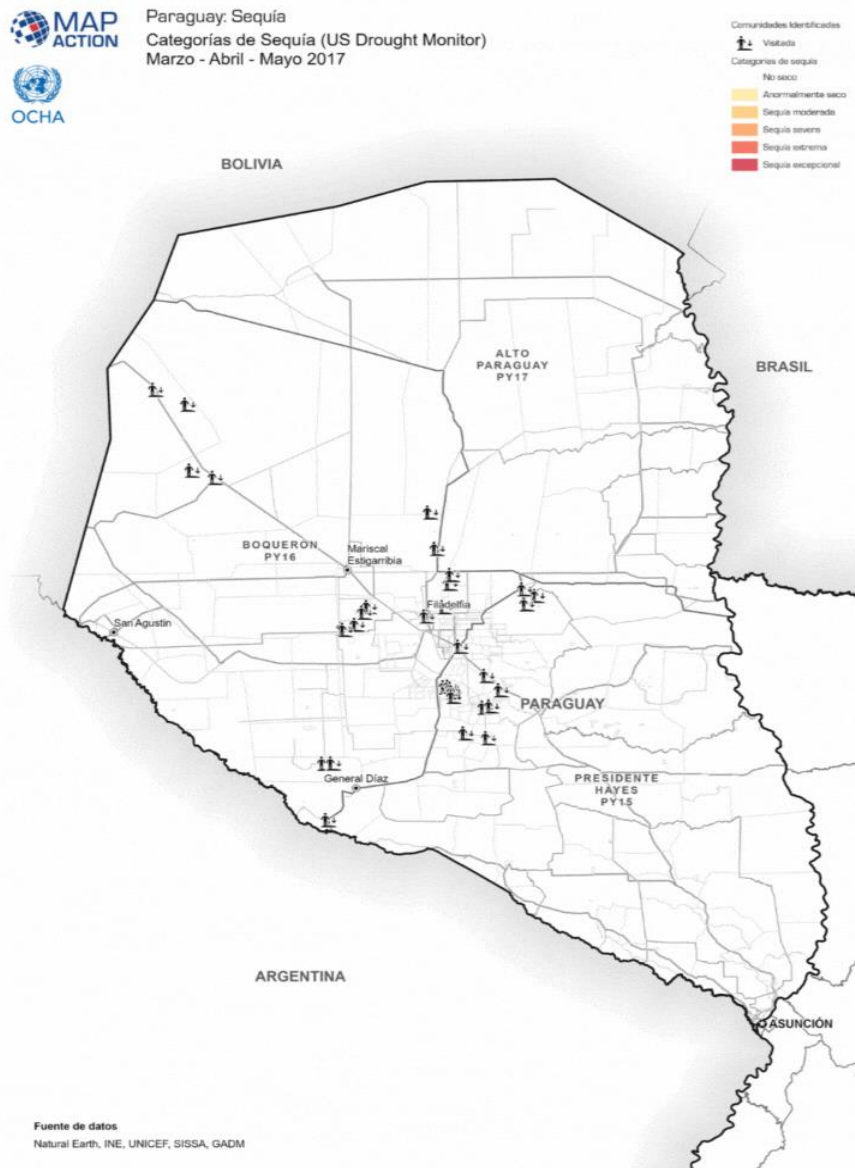 MAP
ACTION
OCHA
Paraguay: Sequía
Categorías de Sequía (US Drought Monitor)
Marzo - Abril - Mayo 2017
Comunidades Identificadas
Visitada
Categorías de sequía
No seco
Anormalmente seco
Sequía moderada
Sequía severa
Sequía extrema
Sequía excepcional
BOLIVIA
BRASIL
ALTO
PARAGUAY
PY17
BOQUERON
PY16
Mariscal
Estigarribia
Filadelfia
San Agustin
PARAGUAY
General Díaz
PRESIDENTE
HAYES
PY15
ARGENTINA
ASUNCIÓN
Fuente de datos
Natural Earth, INE, UNICEF, SISSA, GADM